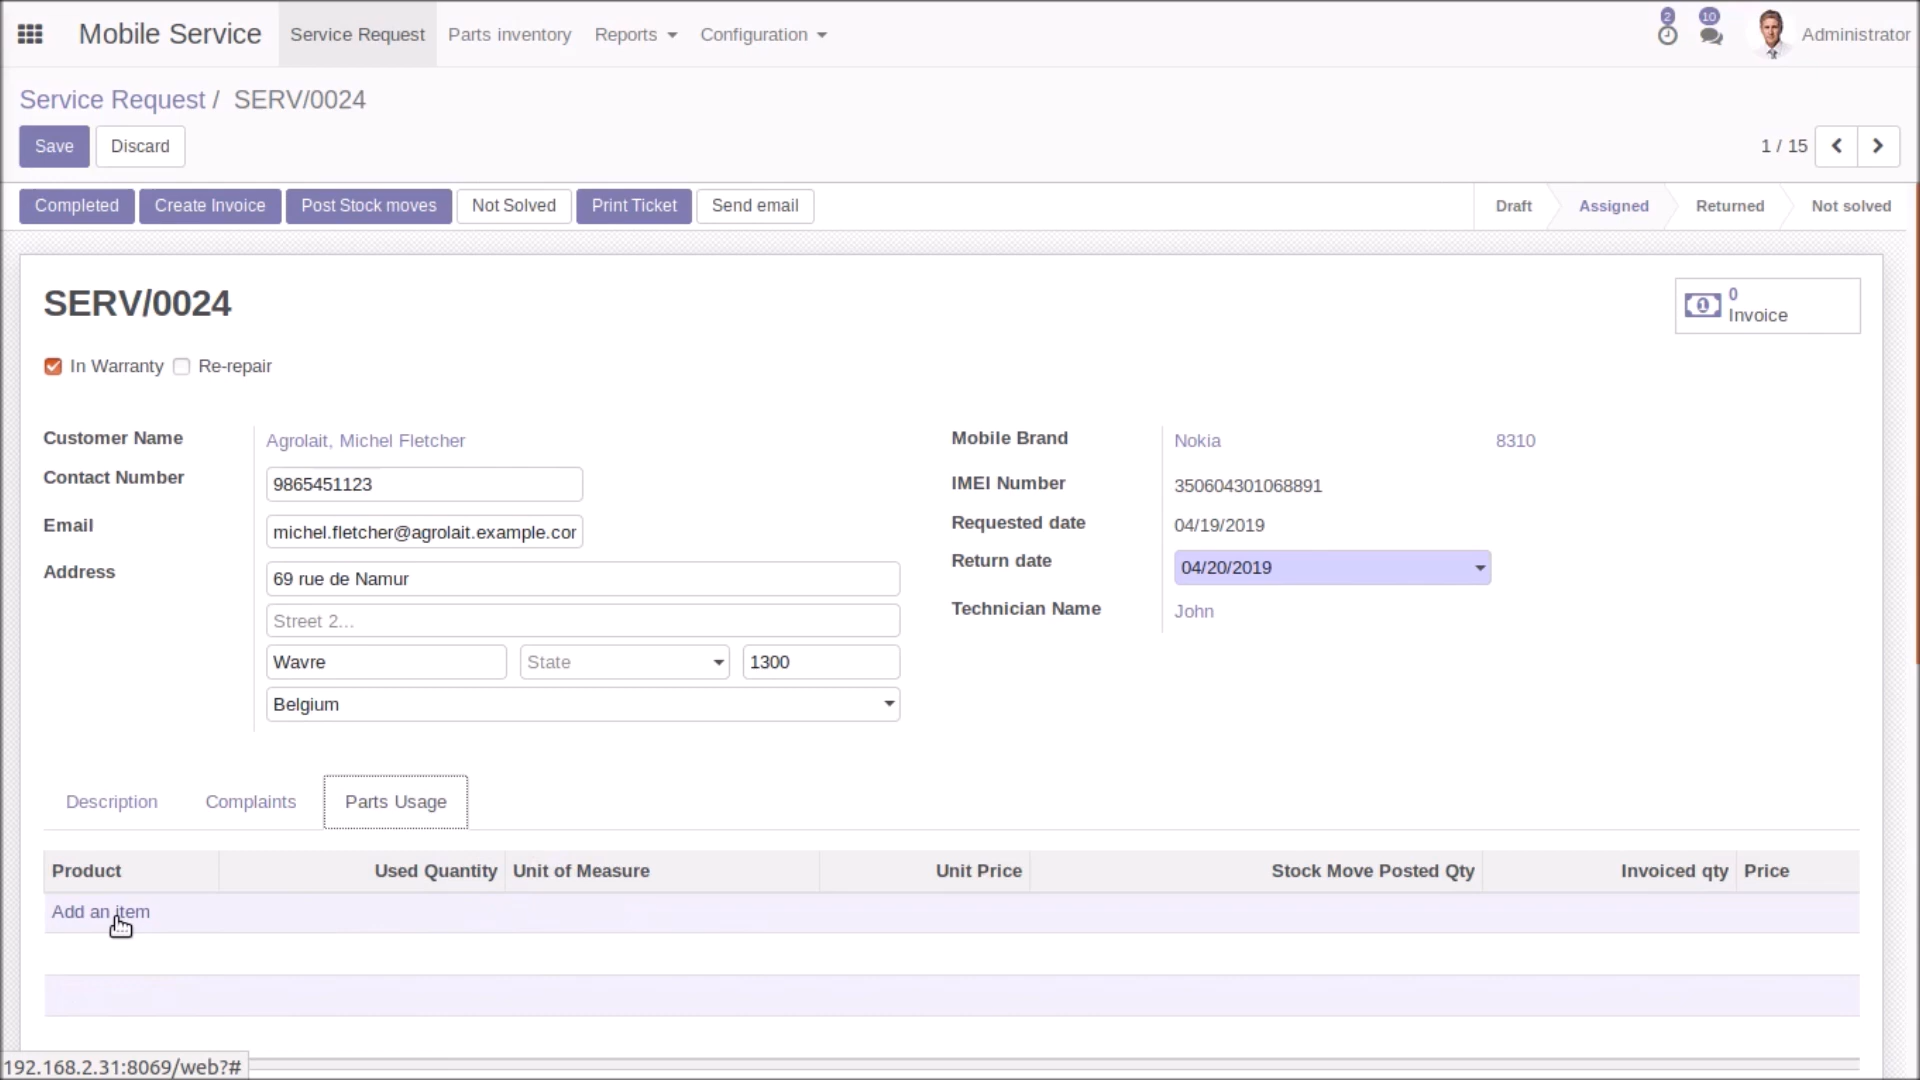 Mobile Service Service Request Parts inventory Reports Configuration 2 10 Administrator
Service Request / SERV/0024
Save Discard 1 / 15
Completed Create Invoice Post Stock moves Not Solved Print Ticket Send email Draft Assigned Returned Not solved
SERV/0024
0
Invoice
In Warranty Re-repair
Customer Name Agrolait, Michel Fletcher
Contact Number 9865451123
Email michel.fletcher@agrolait.example.cor
Address 69 rue de Namur
Street 2...
Wavre State 1300
Belgium
Mobile Brand Nokia 8310
IMEI Number 350604301068891
Requested date 04/19/2019
Return date 04/20/2019
Technician Name John
Description Complaints Parts Usage
Product Used Quantity Unit of Measure Unit Price Stock Move Posted Qty Invoiced qty Price
Add an item
192.168.2.31:8069/web?#